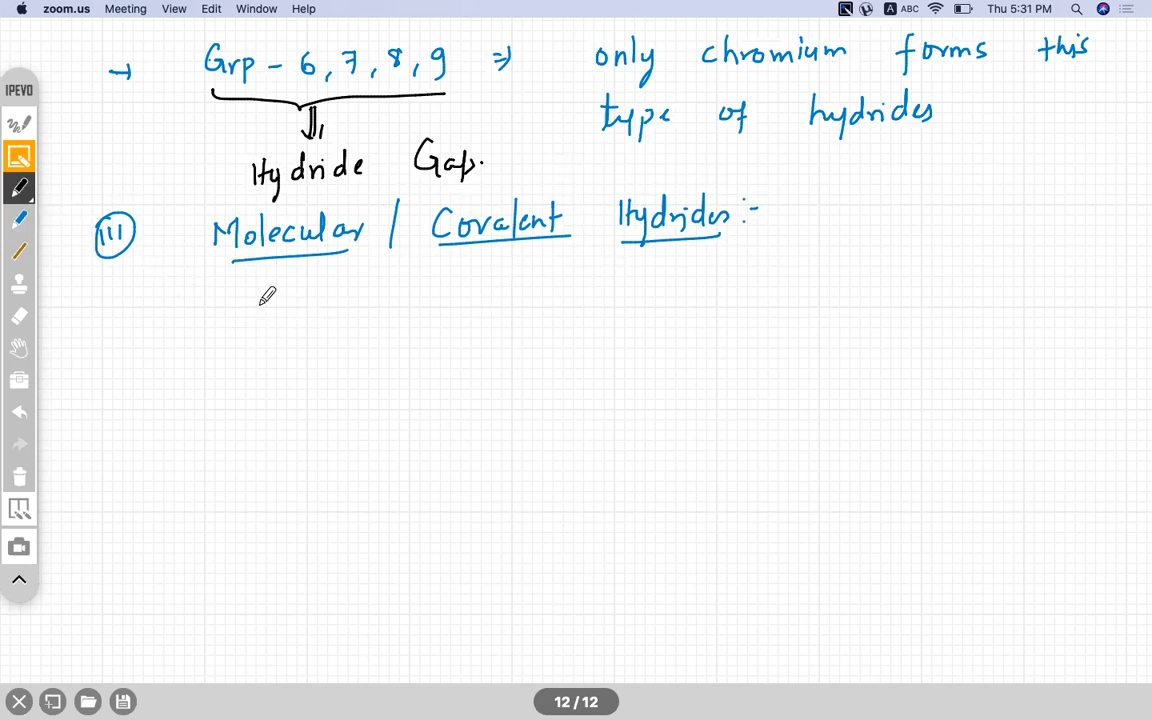 zoom.us Meeting View Edit Window Help A ABC Thu 5:31 PM
IPEVO
→ Grp - 6, 7, 8, 9 ⇒ only chromium forms this
type of hydrides
Hydride Gap.
(iii) Molecular / Covalent Hydrides :-
12 / 12